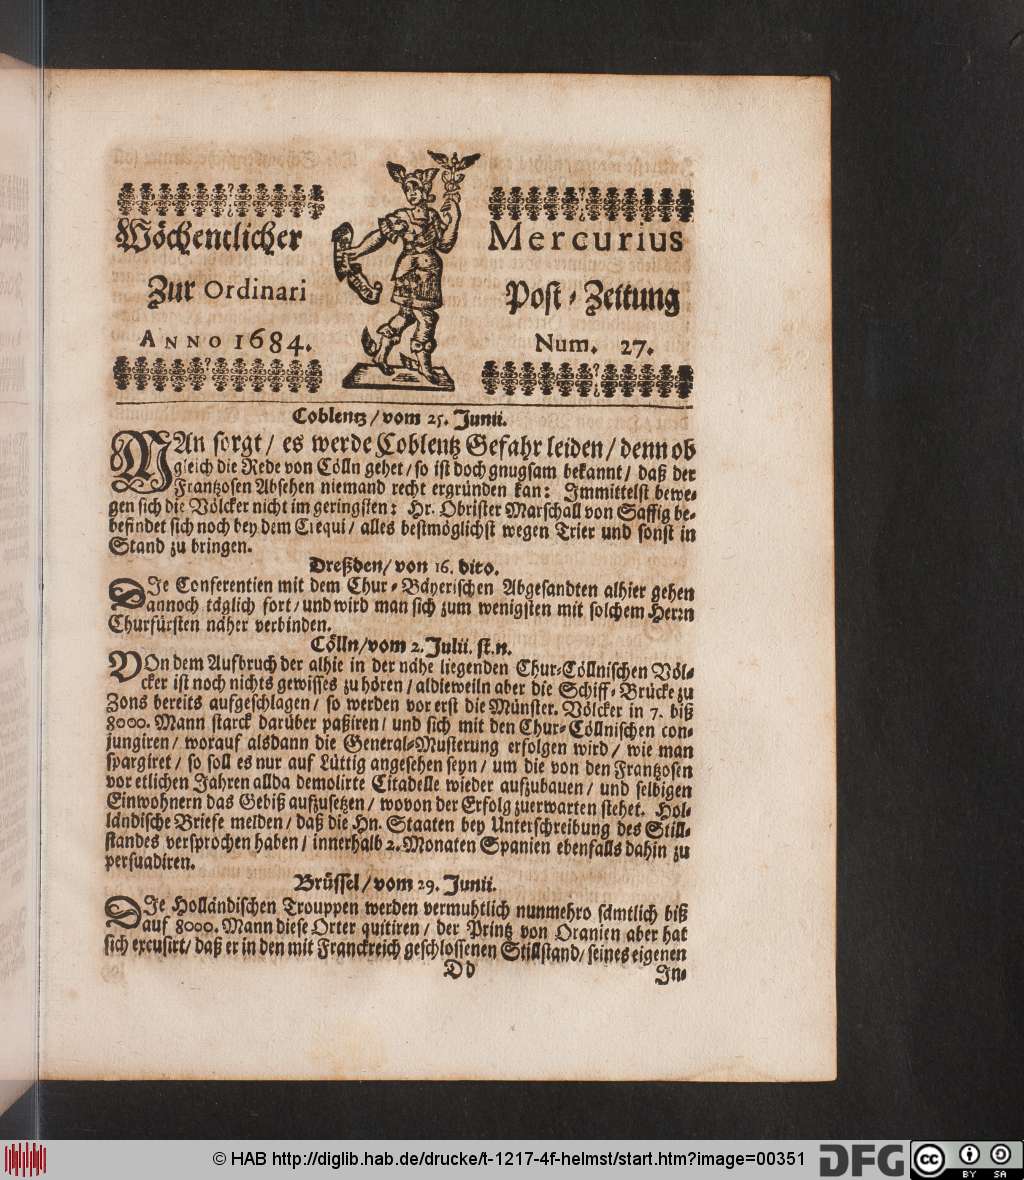 Wöchentlicher Mercurius
Zur Ordinari Post-Zeitung
ANNO 1684. Num. 27.
Coblentz / vom 25. Junii.
MAn sorgt / es werde Coblentz Gefahr leiden / denn ob
gleich die Rede von Cölln gehet / so ist doch gnugsam bekannt / daß der
Frantzosen Absehen niemand recht ergründen kan: Immittelst bewe-
gen sich die Völcker nicht im geringsten: Hr. Obrister Marschall von Saffig be-
befindet sich noch bey dem Crequi / alles bestmöglichst wegen Trier und sonst in
Stand zu bringen.
Dreßden / von 16. dito.
DIe Conferentien mit dem Chur-Bäyerischen Abgesandten alhier gehen
annoch täglich fort / und wird man sich zum wenigsten mit solchem Herrn
Churfürsten näher verbinden.
Cölln / vom 2. Julii. st. n.
VOn dem Aufbruch der alhie in der nähe liegenden Chur-Cöllnischen Völ-
cker ist noch nichts gewisses zu hören / aldieweiln aber die Schiff-Brücke zu
Zons bereits aufgeschlagen / so werden vor erst die Münster. Völcker in 7. biß
8000. Mann starck darüber paßiren / und sich mit den Chur-Cöllnischen con-
jungiren / worauf alsdann die General-Musterung erfolgen wird / wie man
spargiret / so soll es nur auf Lüttig angesehen seyn / um die von den Frantzosen
vor etlichen Jahren allda demolirte Citadelle wieder aufzubauen / und selbigen
Einwohnern das Gebiß aufzusetzen / wovon der Erfolg zuerwarten stehet. Hol-
ländische Briefe melden / daß die Hn. Staaten bey Unterschreibung des Still-
standes versprochen haben / innerhalb 2. Monaten Spanien ebenfalls dahin zu
persuadiren.
Brüssel / vom 29. Junii.
DIe Holländischen Trouppen werden vermuhtlich nunmehro sämtlich biß
auf 8000. Mann diese Orter quitiren / der Printz von Oranien aber hat
sich excusirt / daß er in den mit Franckreich geschlossenen Stillstand / seines eigenen
Dd In-
© HAB http://diglib.hab.de/drucke/t-1217-4f-helmst/start.htm?image=00351
DFG
cc BY SA